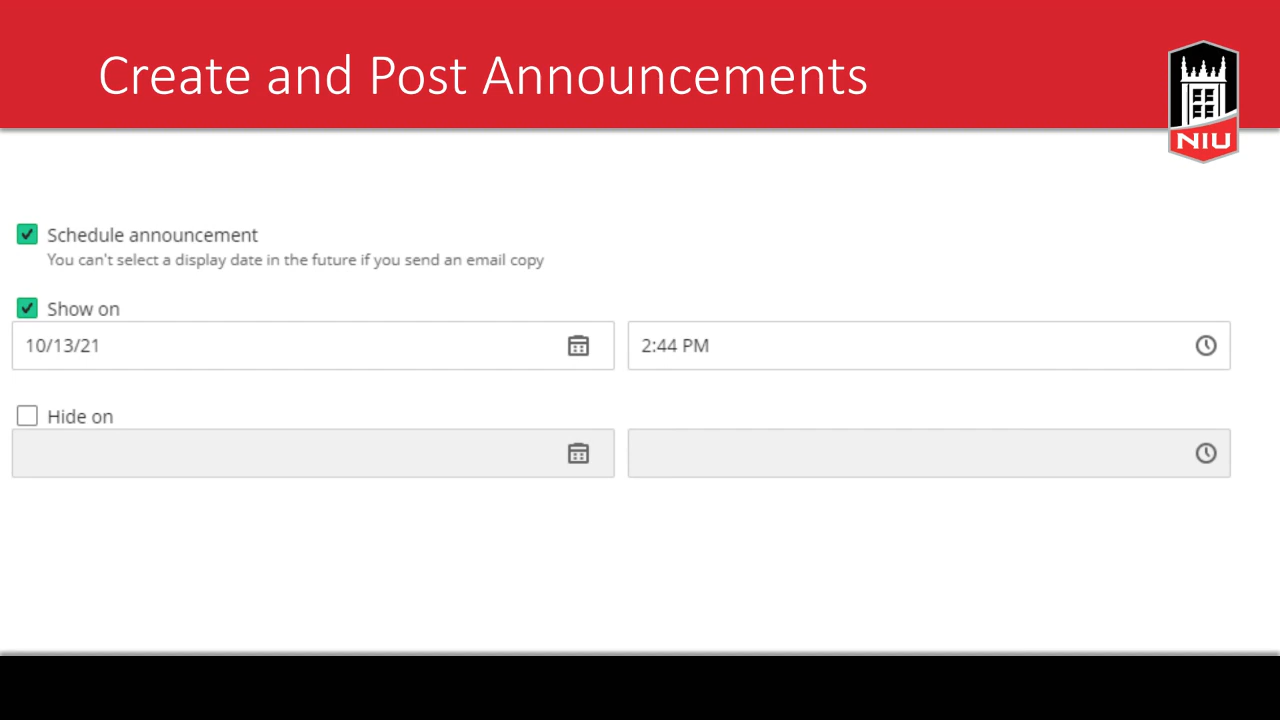 Create and Post Announcements
NIU
Schedule announcement
You can't select a display date in the future if you send an email copy
Show on
10/13/21
2:44 PM
Hide on